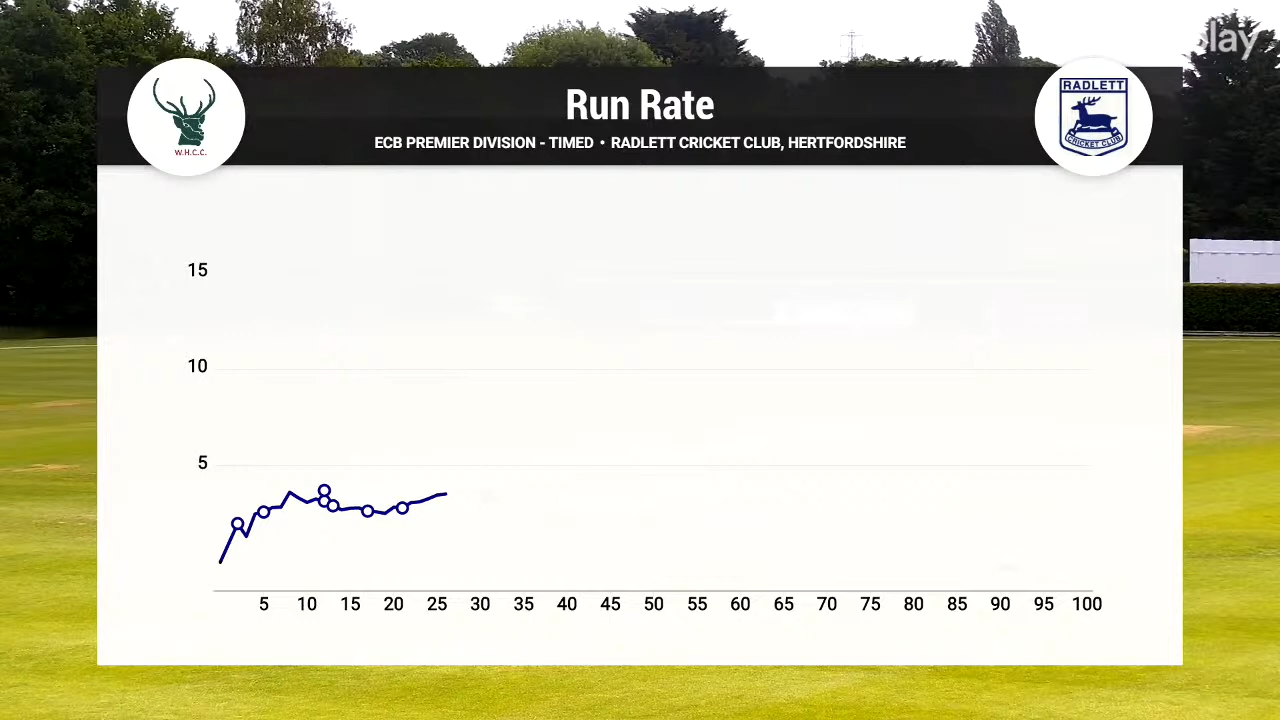 play
Run Rate
ECB PREMIER DIVISION - TIMED • RADLETT CRICKET CLUB, HERTFORDSHIRE
W.H.C.C.
RADLETT
CRICKET CLUB
15
10
5
5 10 15 20 25 30 35 40 45 50 55 60 65 70 75 80 85 90 95 100